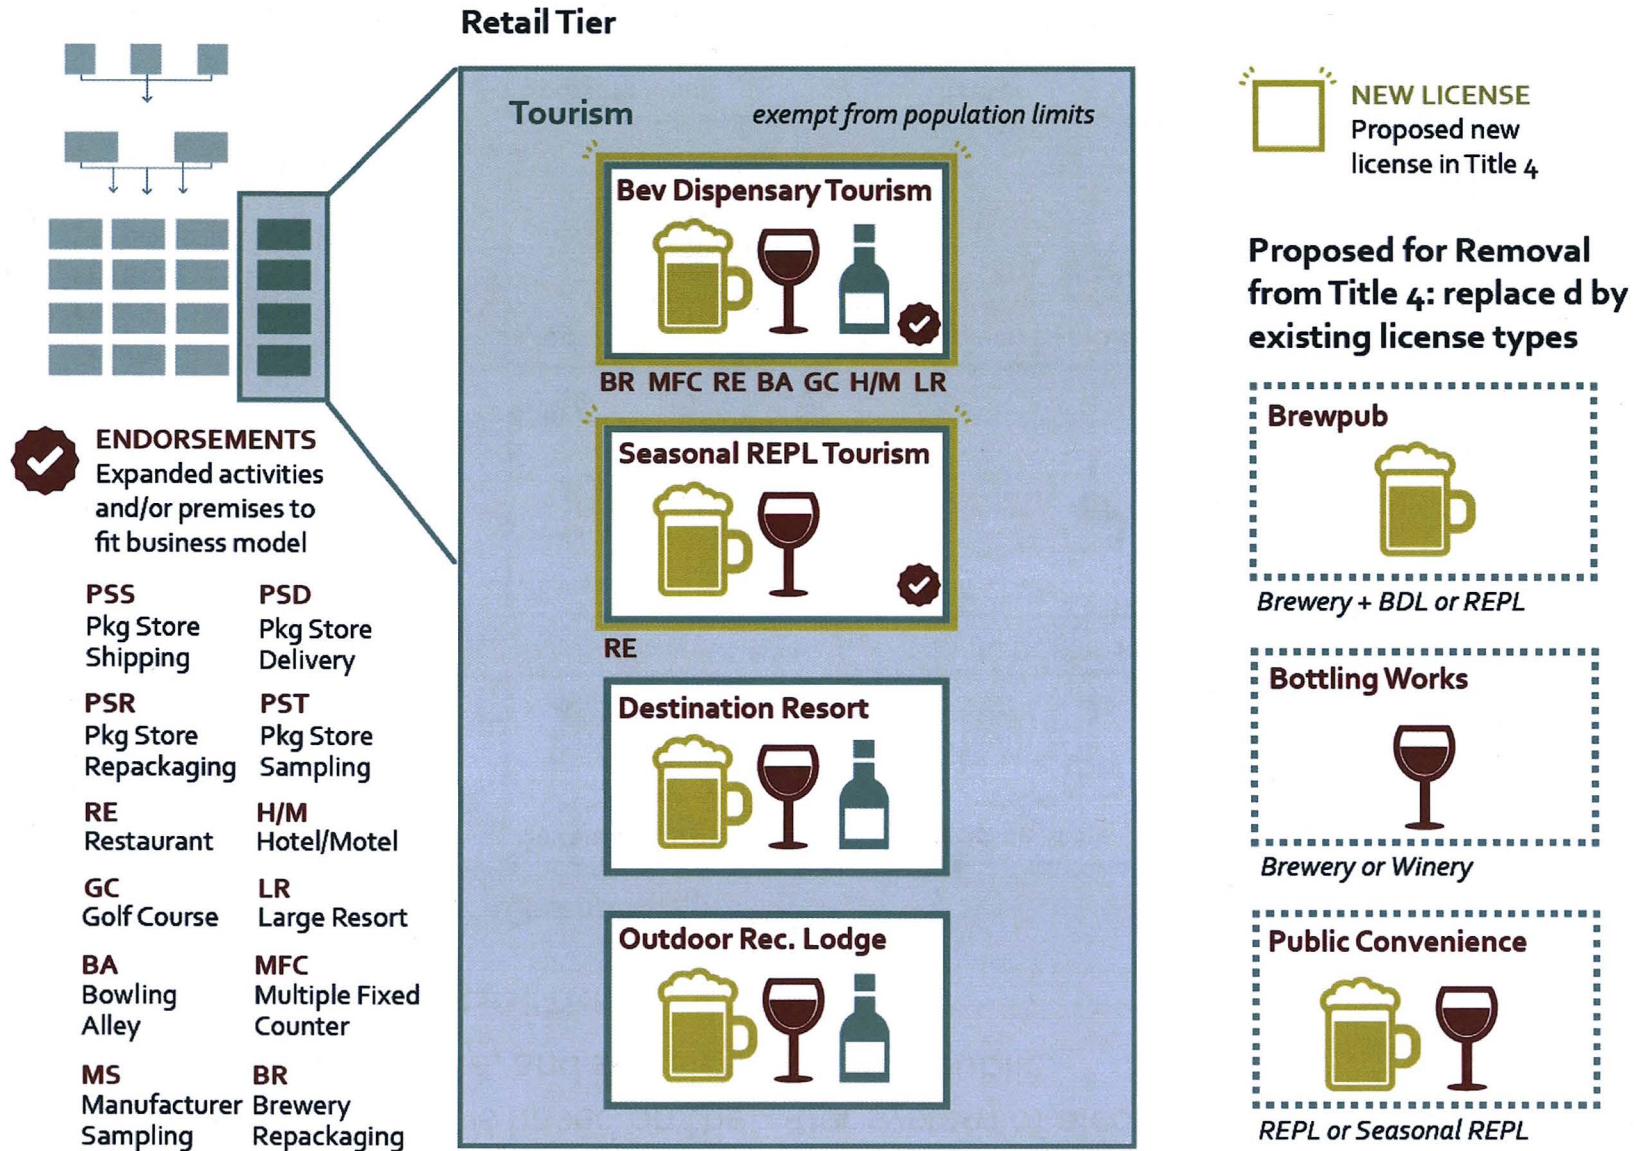 Retail Tier
Tourism
exempt from population limits
Bev Dispensary Tourism
BR MFC RE BA GC H/M LR
Seasonal REPL Tourism
RE
Destination Resort
Outdoor Rec. Lodge
ENDORSEMENTS
Expanded activities
and/or premises to
fit business model
PSS
Pkg Store
Shipping
PSD
Pkg Store
Delivery
PSR
Pkg Store
Repackaging
PST
Pkg Store
Sampling
RE
Restaurant
H/M
Hotel/Motel
GC
Golf Course
LR
Large Resort
BA
Bowling
Alley
MFC
Multiple Fixed
Counter
MS
Manufacturer
Sampling
BR
Brewery
Repackaging
NEW LICENSE
Proposed new
license in Title 4
Proposed for Removal
from Title 4: replace d by
existing license types
Brewpub
Brewery + BDL or REPL
Bottling Works
Brewery or Winery
Public Convenience
REPL or Seasonal REPL